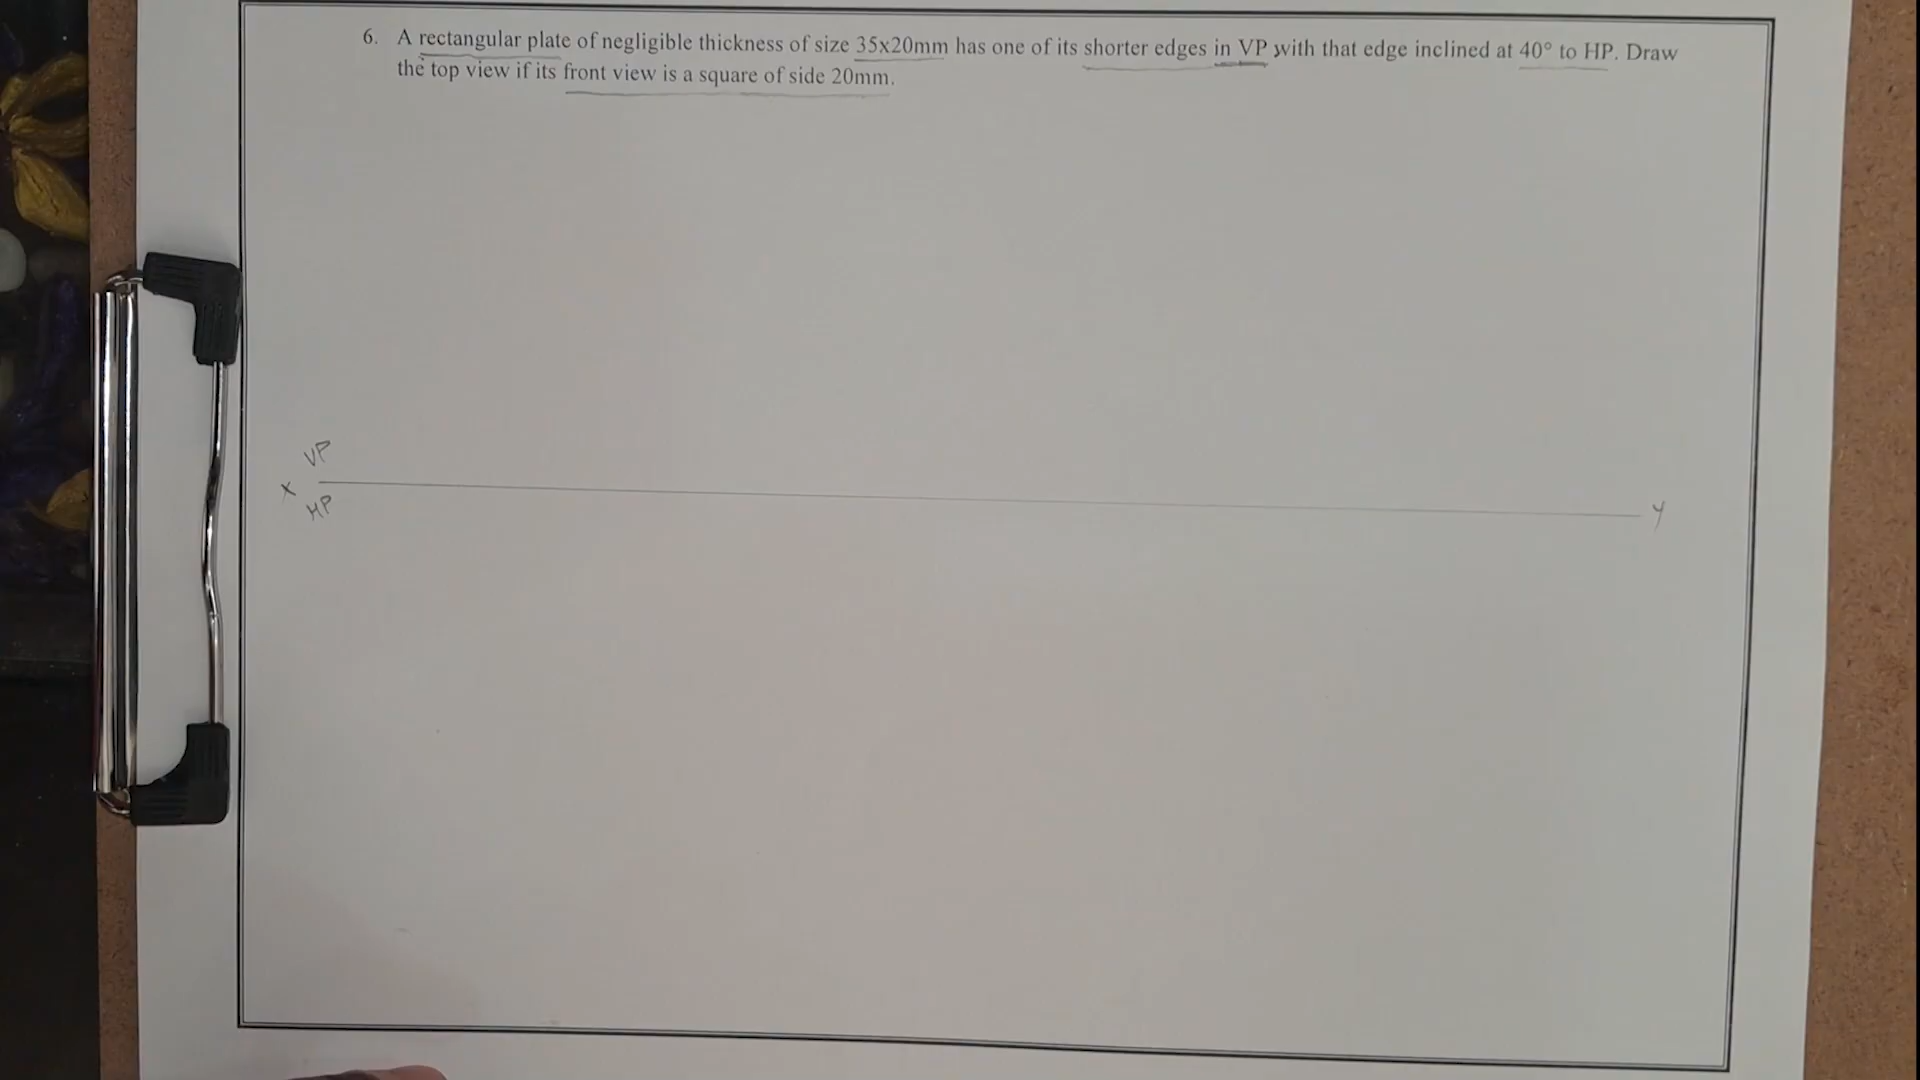 6. A rectangular plate of negligible thickness of size 35x20mm has one of its shorter edges in VP with that edge inclined at 40° to HP. Draw
the top view if its front view is a square of side 20mm.
VP
X
HP
Y